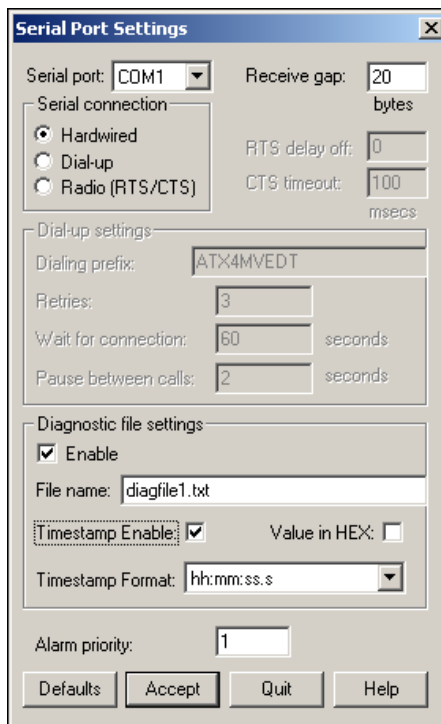 Serial Port Settings
Serial port: COM1 Receive gap: 20
bytes
Serial connection
Hardwired
Dial-up
Radio (RTS/CTS)
RTS delay off: 0
CTS timeout: 100
msecs
Dial-up settings
Dialing prefix: ATX4MVEDT
Retries: 3
Wait for connection: 60 seconds
Pause between calls: 2 seconds
Diagnostic file settings
Enable
File name: diagfile1.txt
Timestamp Enable: Value in HEX:
Timestamp Format: hh:mm:ss.s
Alarm priority: 1
Defaults Accept Quit Help